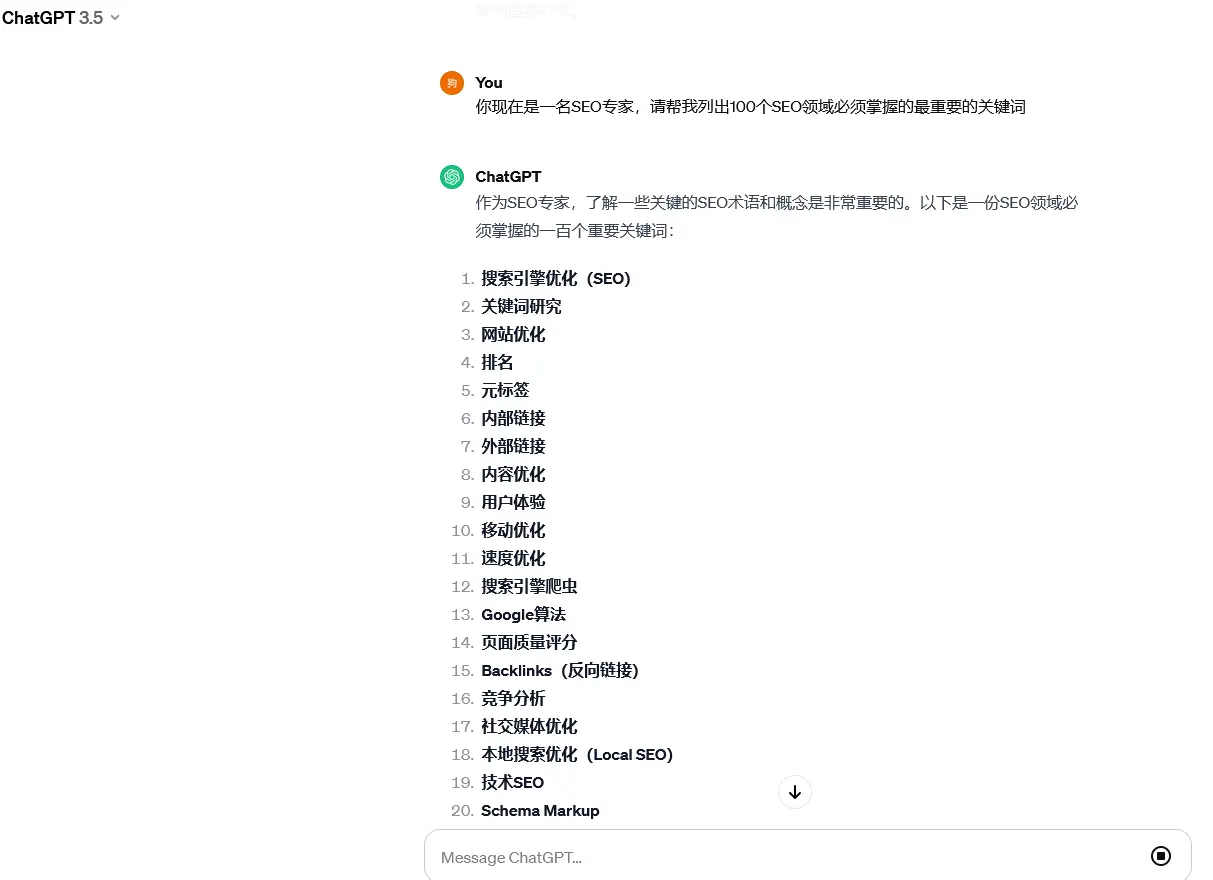 ChatGPT 3.5
狗
You
你现在是一名SEO专家，请帮我列出100个SEO领域必须掌握的最重要的关键词
ChatGPT
作为SEO专家，了解一些关键的SEO术语和概念是非常重要的。以下是一份SEO领域必
须掌握的一百个重要关键词：
1. 搜索引擎优化（SEO）
2. 关键词研究
3. 网站优化
4. 排名
5. 元标签
6. 内部链接
7. 外部链接
8. 内容优化
9. 用户体验
10. 移动优化
11. 速度优化
12. 搜索引擎爬虫
13. Google算法
14. 页面质量评分
15. Backlinks（反向链接）
16. 竞争分析
17. 社交媒体优化
18. 本地搜索优化（Local SEO）
19. 技术SEO
20. Schema Markup
Message ChatGPT...